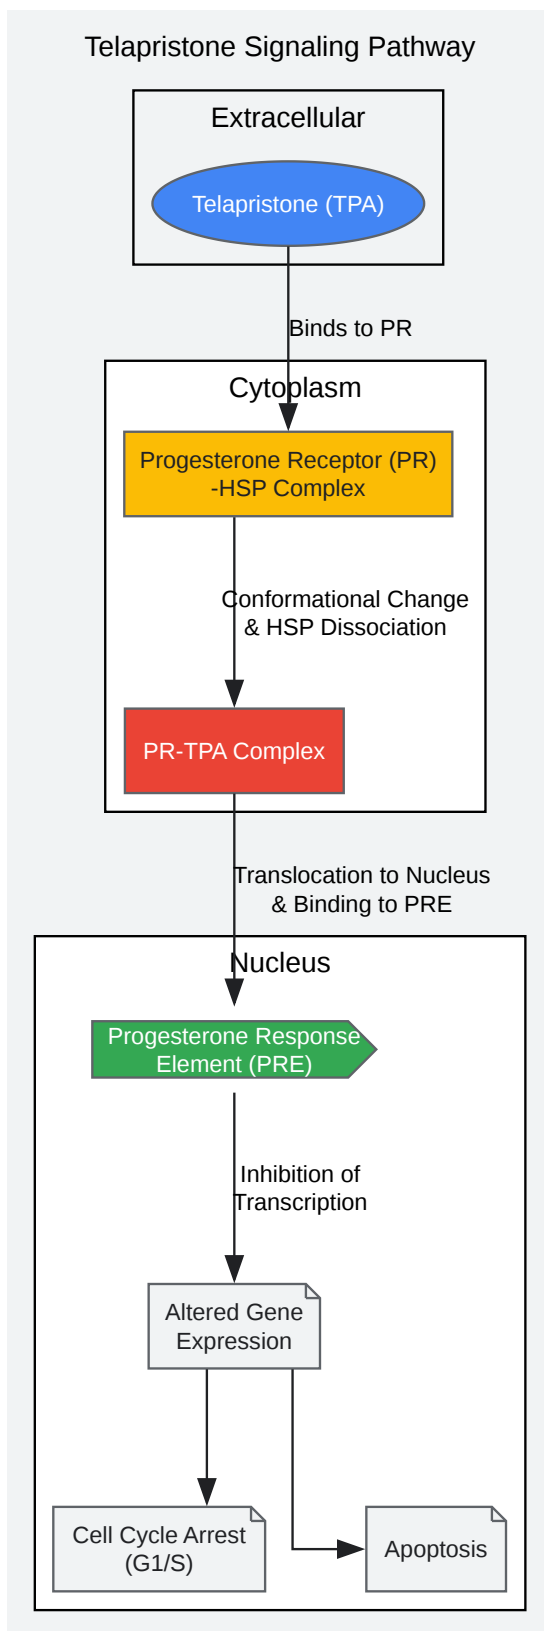 Telapristone Signaling Pathway
Extracellular
Telapristone (TPA)
Binds to PR
Cytoplasm
Progesterone Receptor (PR)
-HSP Complex
Conformational Change
& HSP Dissociation
PR-TPA Complex
Translocation to Nucleus
& Binding to PRE
Nucleus
Progesterone Response
Element (PRE)
Inhibition of
Transcription
Altered Gene
Expression
Cell Cycle Arrest
(G1/S)
Apoptosis